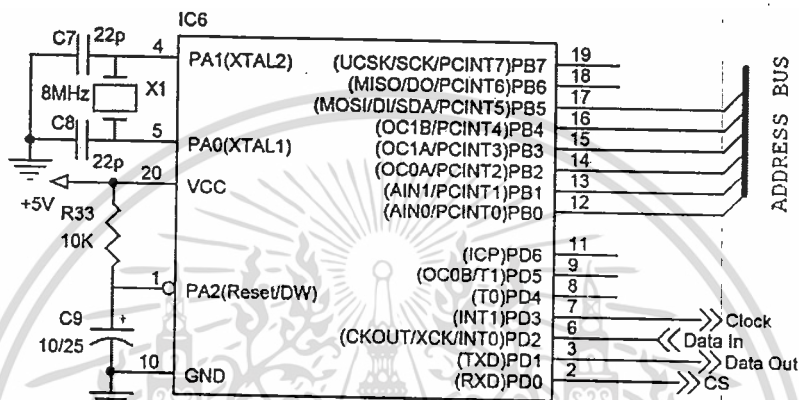 IC6
C7
22p
4
PA1(XTAL2)
8MHz
X1
C8
22p
5
PA0(XTAL1)
20
VCC
+5V
R33
10K
1
PA2(Reset/DW)
C9
+
10/25
10
GND
(UCSK/SCK/PCINT7)PB7
19
(MISO/DO/PCINT6)PB6
18
(MOSI/DI/SDA/PCINT5)PB5
17
(OC1B/PCINT4)PB4
16
(OC1A/PCINT3)PB3
15
(OC0A/PCINT2)PB2
14
(AIN1/PCINT1)PB1
13
(AIN0/PCINT0)PB0
12
ADDRESS BUS
(ICP)PD6
11
(OC0B/T1)PD5
9
(T0)PD4
8
(INT1)PD3
7
Clock
(CKOUT/XCK/INT0)PD2
6
Data In
(TXD)PD1
3
Data Out
(RXD)PD0
2
CS